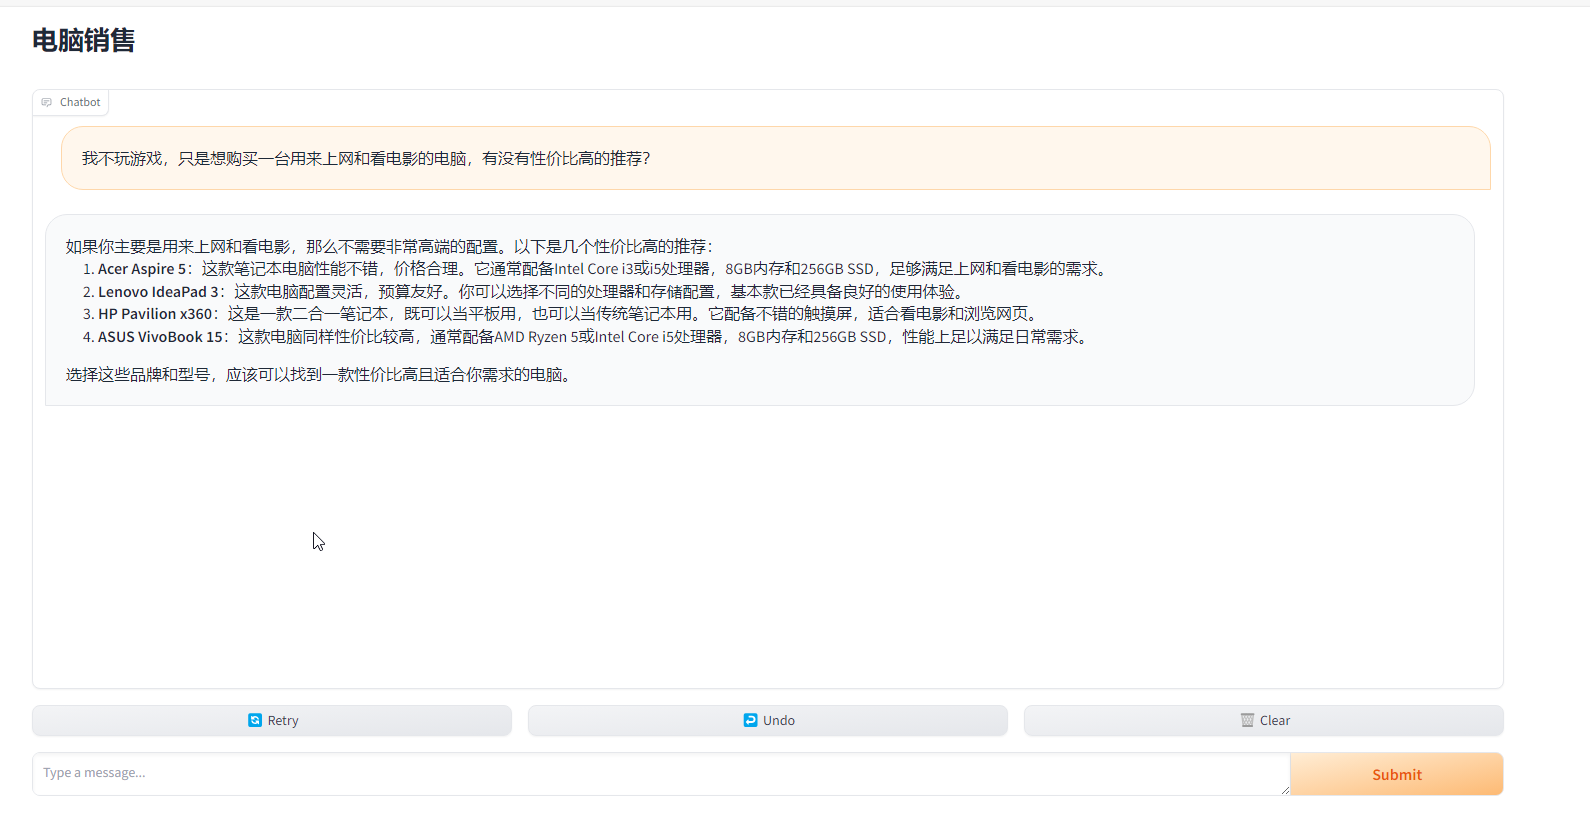 电脑销售
Chatbot
我不玩游戏，只是想购买一台用来上网和看电影的电脑，有没有性价比高的推荐？
如果你主要是用来上网和看电影，那么不需要非常高端的配置。以下是几个性价比高的推荐：
1. Acer Aspire 5：这款笔记本电脑性能不错，价格合理。它通常配备Intel Core i3或i5处理器，8GB内存和256GB SSD，足够满足上网和看电影的需求。
2. Lenovo IdeaPad 3：这款电脑配置灵活，预算友好。你可以选择不同的处理器和存储配置，基本款已经具备良好的使用体验。
3. HP Pavilion x360：这是一款二合一笔记本，既可以当平板用，也可以当传统笔记本用。它配备不错的触摸屏，适合看电影和浏览网页。
4. ASUS VivoBook 15：这款电脑同样性价比较高，通常配备AMD Ryzen 5或Intel Core i5处理器，8GB内存和256GB SSD，性能上足以满足日常需求。
选择这些品牌和型号，应该可以找到一款性价比高且适合你需求的电脑。
Retry
Undo
Clear
Type a message...
Submit